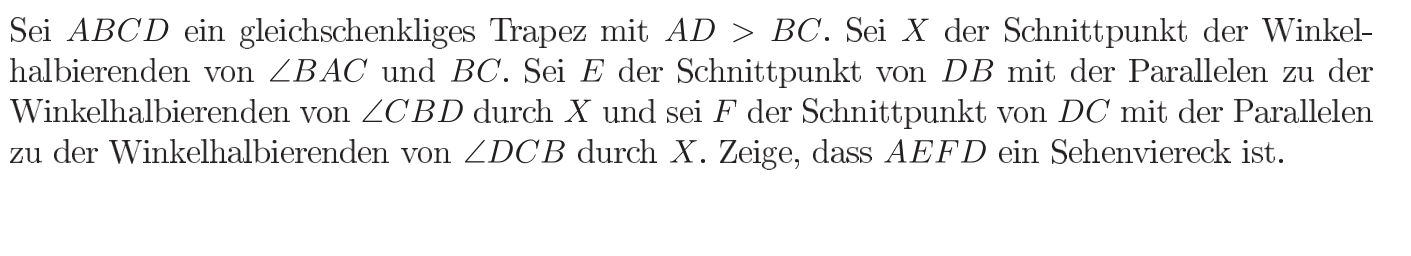 Sei ABCD ein gleichschenkliges Trapez mit AD > BC. Sei X der Schnittpunkt der Winkel-
halbierenden von ∠BAC und BC. Sei E der Schnittpunkt von DB mit der Parallelen zu der
Winkelhalbierenden von ∠CBD durch X und sei F der Schnittpunkt von DC mit der Parallelen
zu der Winkelhalbierenden von ∠DCB durch X. Zeige, dass AEFD ein Sehenviereck ist.